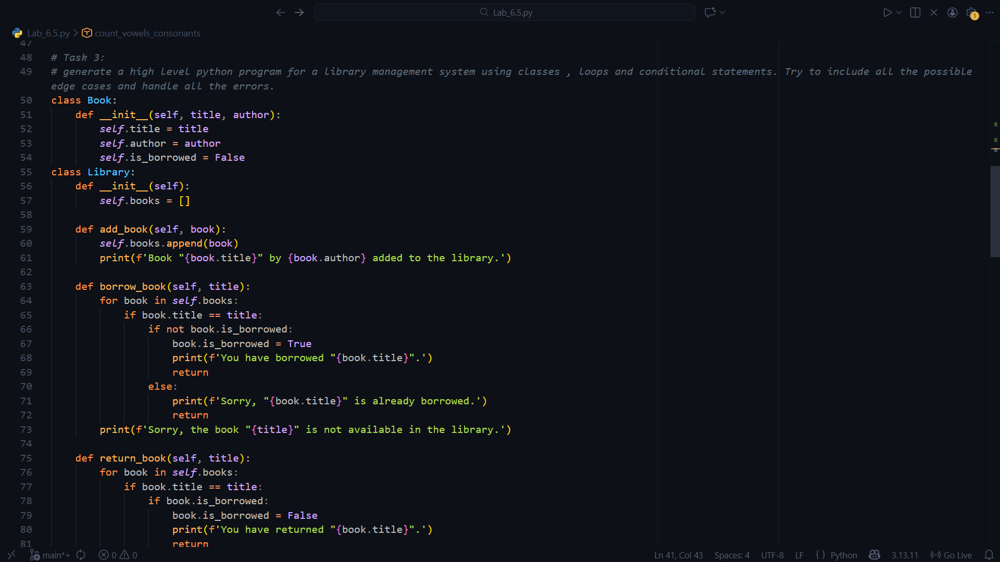 Lab_6.5.py
1
Lab_6.5.py > count_vowels_consonants
47
48 # Task 3:
49 # generate a high level python program for a library management system using classes , loops and conditional statements. Try to include all the possible
edge cases and handle all the errors.
50 class Book:
51     def __init__(self, title, author):
52         self.title = title
53         self.author = author
54         self.is_borrowed = False
55 class Library:
56     def __init__(self):
57         self.books = []
58
59     def add_book(self, book):
60         self.books.append(book)
61         print(f'Book "{book.title}" by {book.author} added to the library.')
62
63     def borrow_book(self, title):
64         for book in self.books:
65             if book.title == title:
66                 if not book.is_borrowed:
67                     book.is_borrowed = True
68                     print(f'You have borrowed "{book.title}".')
69                     return
70                 else:
71                     print(f'Sorry, "{book.title}" is already borrowed.')
72                     return
73         print(f'Sorry, the book "{title}" is not available in the library.')
74
75     def return_book(self, title):
76         for book in self.books:
77             if book.title == title:
78                 if book.is_borrowed:
79                     book.is_borrowed = False
80                     print(f'You have returned "{book.title}".')
81                     return
main*+ 0 0 Ln 41, Col 43 Spaces: 4 UTF-8 LF { } Python 3.13.11 Go Live